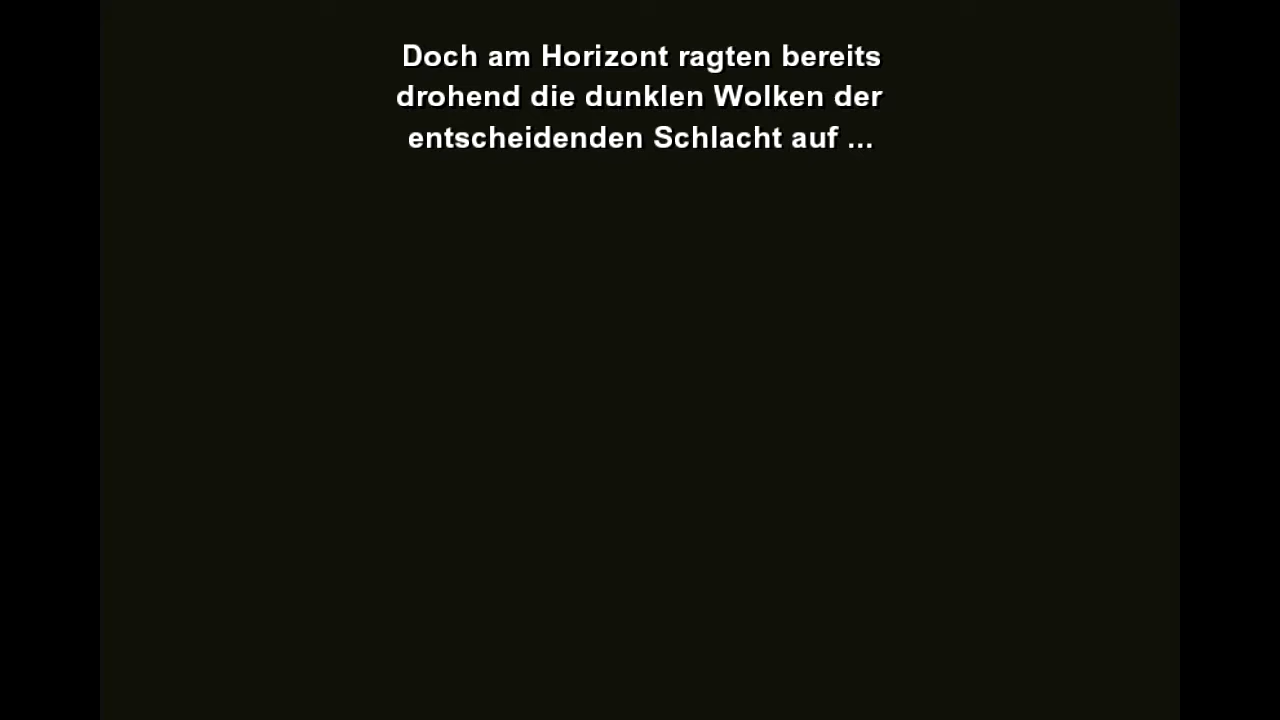 Doch am Horizont ragten bereits
drohend die dunklen Wolken der
entscheidenden Schlacht auf ...